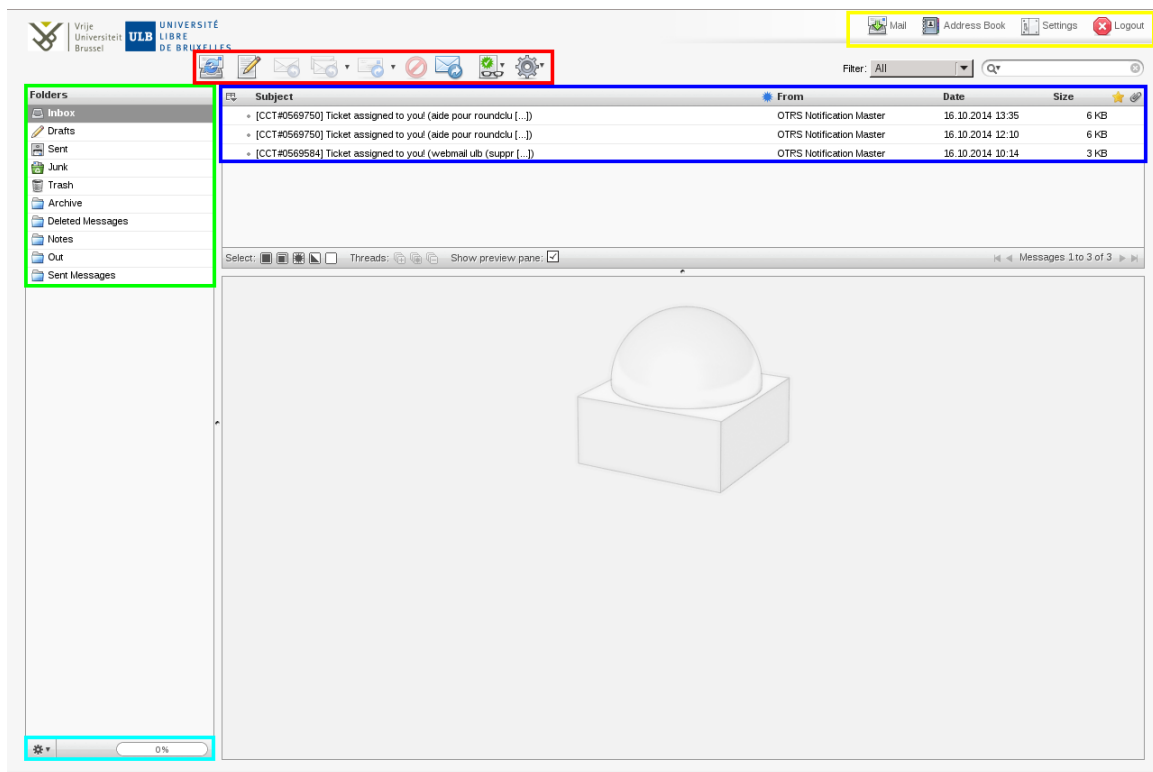 Vrije
Universiteit
Brussel
ULB
UNIVERSITÉ
LIBRE
DE BRUXELLES
Mail Address Book Settings Logout
Filter: All
Folders
Inbox
Drafts
Sent
Junk
Trash
Archive
Deleted Messages
Notes
Out
Sent Messages
Subject From Date Size
[CCT#0569750] Ticket assigned to you! (aide pour roundclu [...]) OTRS Notification Master 16.10.2014 13:35 6 KB
[CCT#0569750] Ticket assigned to you! (aide pour roundclu [...]) OTRS Notification Master 16.10.2014 12:10 6 KB
[CCT#0569584] Ticket assigned to you! (webmail ulb (suppr [...]) OTRS Notification Master 16.10.2014 10:14 3 KB
Select: Threads: Show preview pane: Messages 1 to 3 of 3
0%